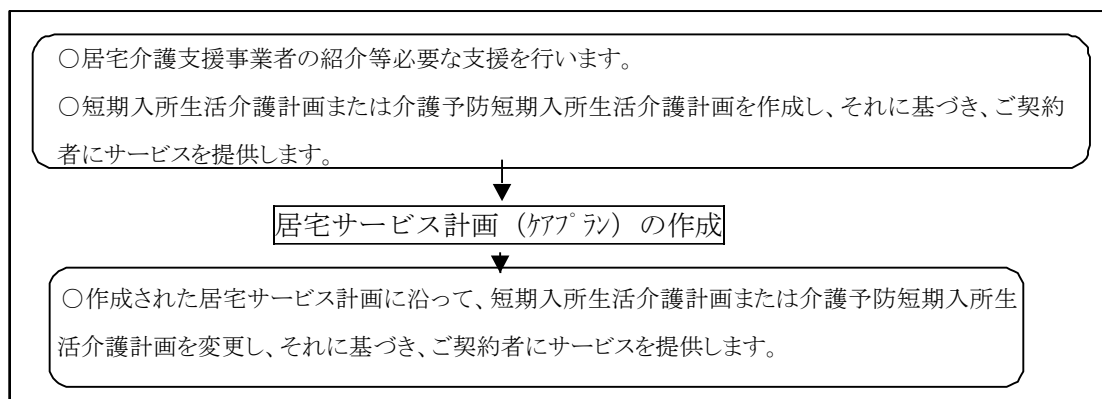 ○居宅介護支援事業者の紹介等必要な支援を行います。
○短期入所生活介護計画または介護予防短期入所生活介護計画を作成し、それに基づき、ご契約
者にサービスを提供します。
居宅サービス計画（ｹｱﾌﾟﾗﾝ）の作成
○作成された居宅サービス計画に沿って、短期入所生活介護計画または介護予防短期入所生
活介護計画を変更し、それに基づき、ご契約者にサービスを提供します。